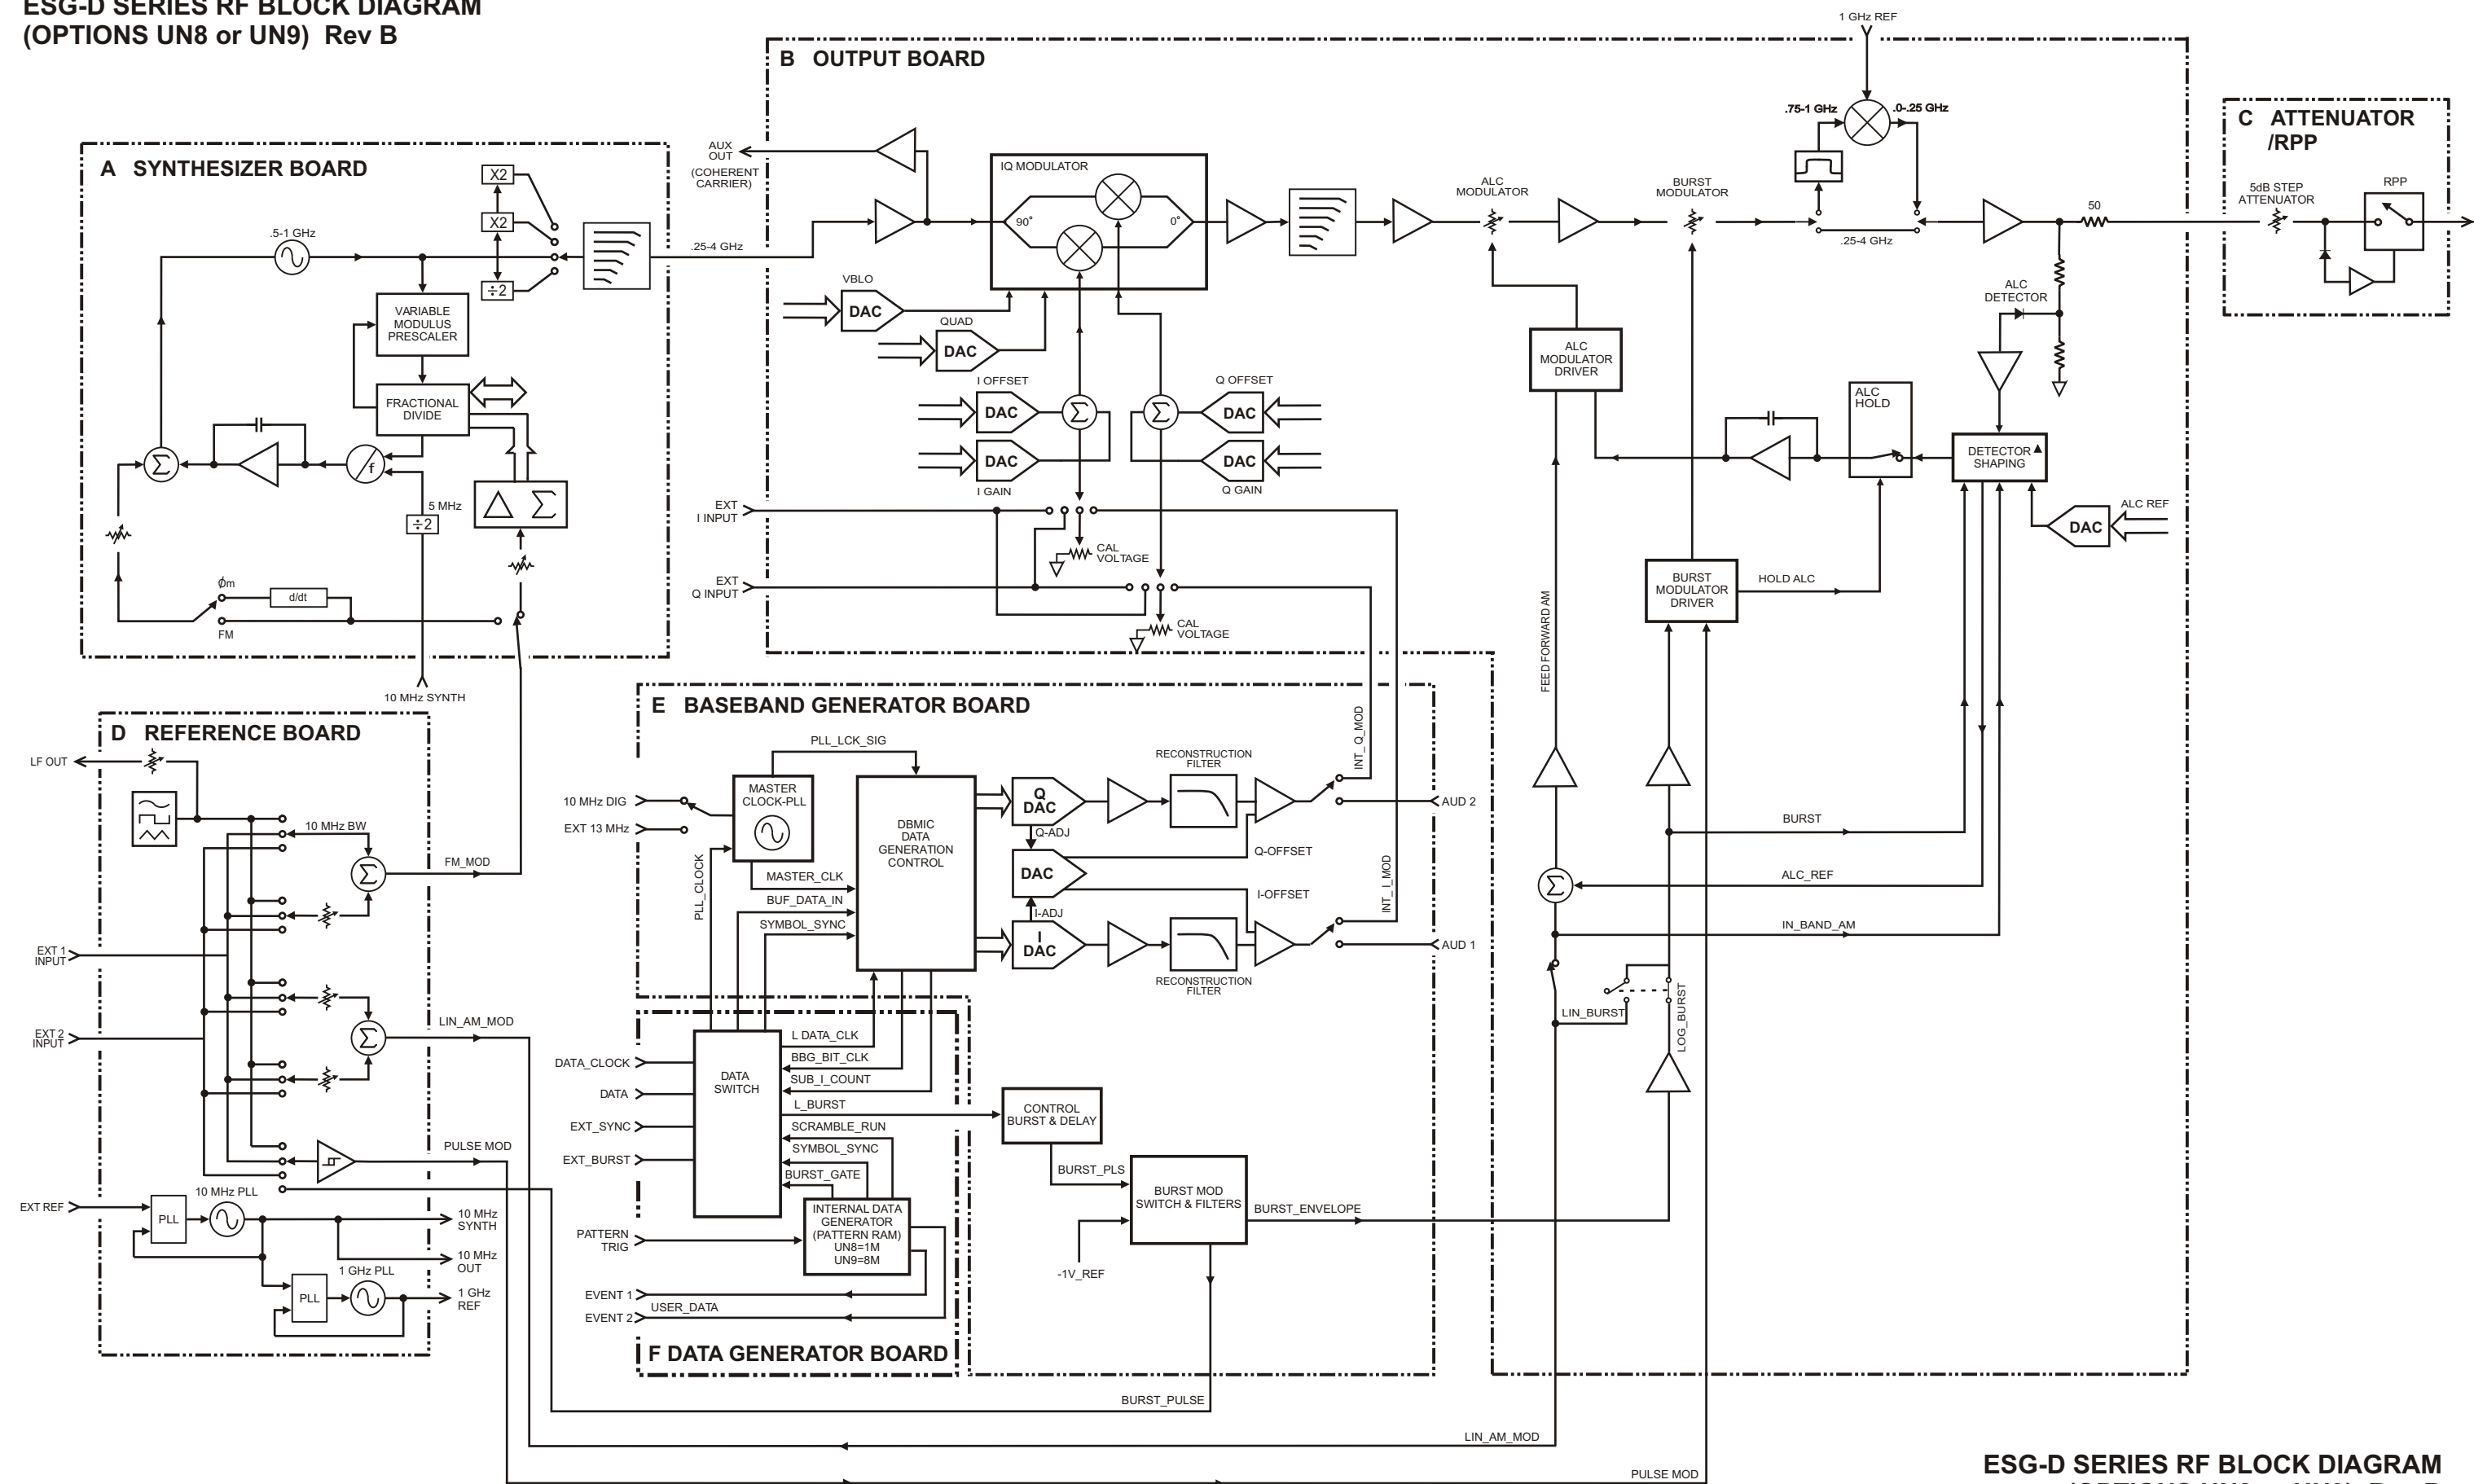 ESG-D SERIES RF BLOCK DIAGRAM
(OPTIONS UN8 or UN9) Rev B
1 GHz REF
B OUTPUT BOARD
.75-1 GHz
.0-.25 GHz
C ATTENUATOR
/RPP
A SYNTHESIZER BOARD
AUX
OUT
(COHERENT
CARRIER)
IQ MODULATOR
90°
0°
ALC
MODULATOR
BURST
MODULATOR
5dB STEP
ATTENUATOR
RPP
50
X2
X2
÷2
.5-1 GHz
.25-4 GHz
.25-4 GHz
VARIABLE
MODULUS
PRESCALER
VBLO
DAC
QUAD
DAC
ALC
DETECTOR
ALC
MODULATOR
DRIVER
FRACTIONAL
DIVIDE
I OFFSET
DAC
Σ
Σ
Q OFFSET
DAC
DAC
I GAIN
DAC
Q GAIN
ALC
HOLD
DETECTOR
SHAPING
ALC REF
DAC
Σ
f
5 MHz
÷2
Δ Σ
EXT
I INPUT
CAL
VOLTAGE
EXT
Q INPUT
CAL
VOLTAGE
BURST
MODULATOR
DRIVER
HOLD ALC
ϕm
d/dt
FM
FEED FORWARD AM
10 MHz SYNTH
D REFERENCE BOARD
E BASEBAND GENERATOR BOARD
LF OUT
10 MHz BW
Σ
FM_MOD
EXT 1
INPUT
EXT 2
INPUT
Σ
LIN_AM_MOD
PULSE MOD
EXT REF
PLL
10 MHz PLL
10 MHz
SYNTH
10 MHz
OUT
PLL
1 GHz PLL
1 GHz
REF
PLL_LCK_SIG
10 MHz DIG
EXT 13 MHz
MASTER
CLOCK-PLL
PLL_CLOCK
MASTER_CLK
BUF_DATA_IN
SYMBOL_SYNC
DBMIC
DATA
GENERATION
CONTROL
Q
DAC
Q-ADJ
DAC
I-ADJ
I
DAC
RECONSTRUCTION
FILTER
Q-OFFSET
I-OFFSET
RECONSTRUCTION
FILTER
INT_ Q_MOD
INT_ I_MOD
AUD 2
AUD 1
BURST
Σ
ALC_REF
IN_BAND_AM
LIN_BURST
LOG_BURST
DATA_CLOCK
DATA
EXT_SYNC
EXT_BURST
PATTERN
TRIG
EVENT 1
EVENT 2
USER_DATA
DATA
SWITCH
L DATA_CLK
BBG_BIT_CLK
SUB_I_COUNT
L_BURST
SCRAMBLE_RUN
SYMBOL_SYNC
BURST_GATE
INTERNAL DATA
GENERATOR
(PATTERN RAM)
UN8=1M
UN9=8M
CONTROL
BURST & DELAY
BURST_PLS
BURST MOD
SWITCH & FILTERS
-1V_REF
BURST_ENVELOPE
F DATA GENERATOR BOARD
BURST_PULSE
LIN_AM_MOD
PULSE MOD
ESG-D SERIES RF BLOCK DIAGRAM